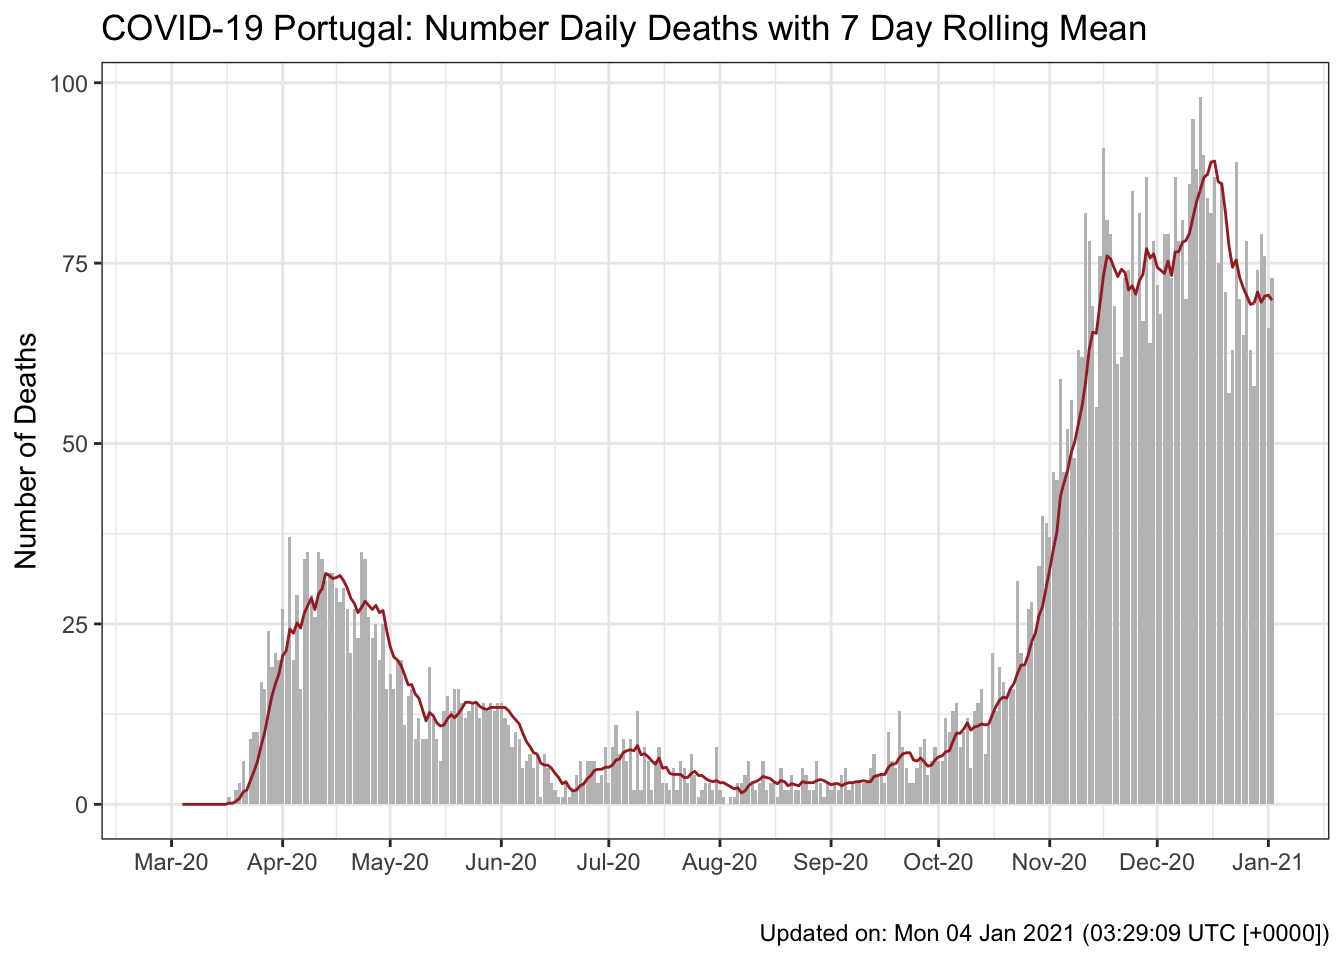 COVID-19 Portugal: Number Daily Deaths with 7 Day Rolling Mean
Number of Deaths
100
75
50
25
0
Mar-20 Apr-20 May-20 Jun-20 Jul-20 Aug-20 Sep-20 Oct-20 Nov-20 Dec-20 Jan-21
Updated on: Mon 04 Jan 2021 (03:29:09 UTC [+0000])